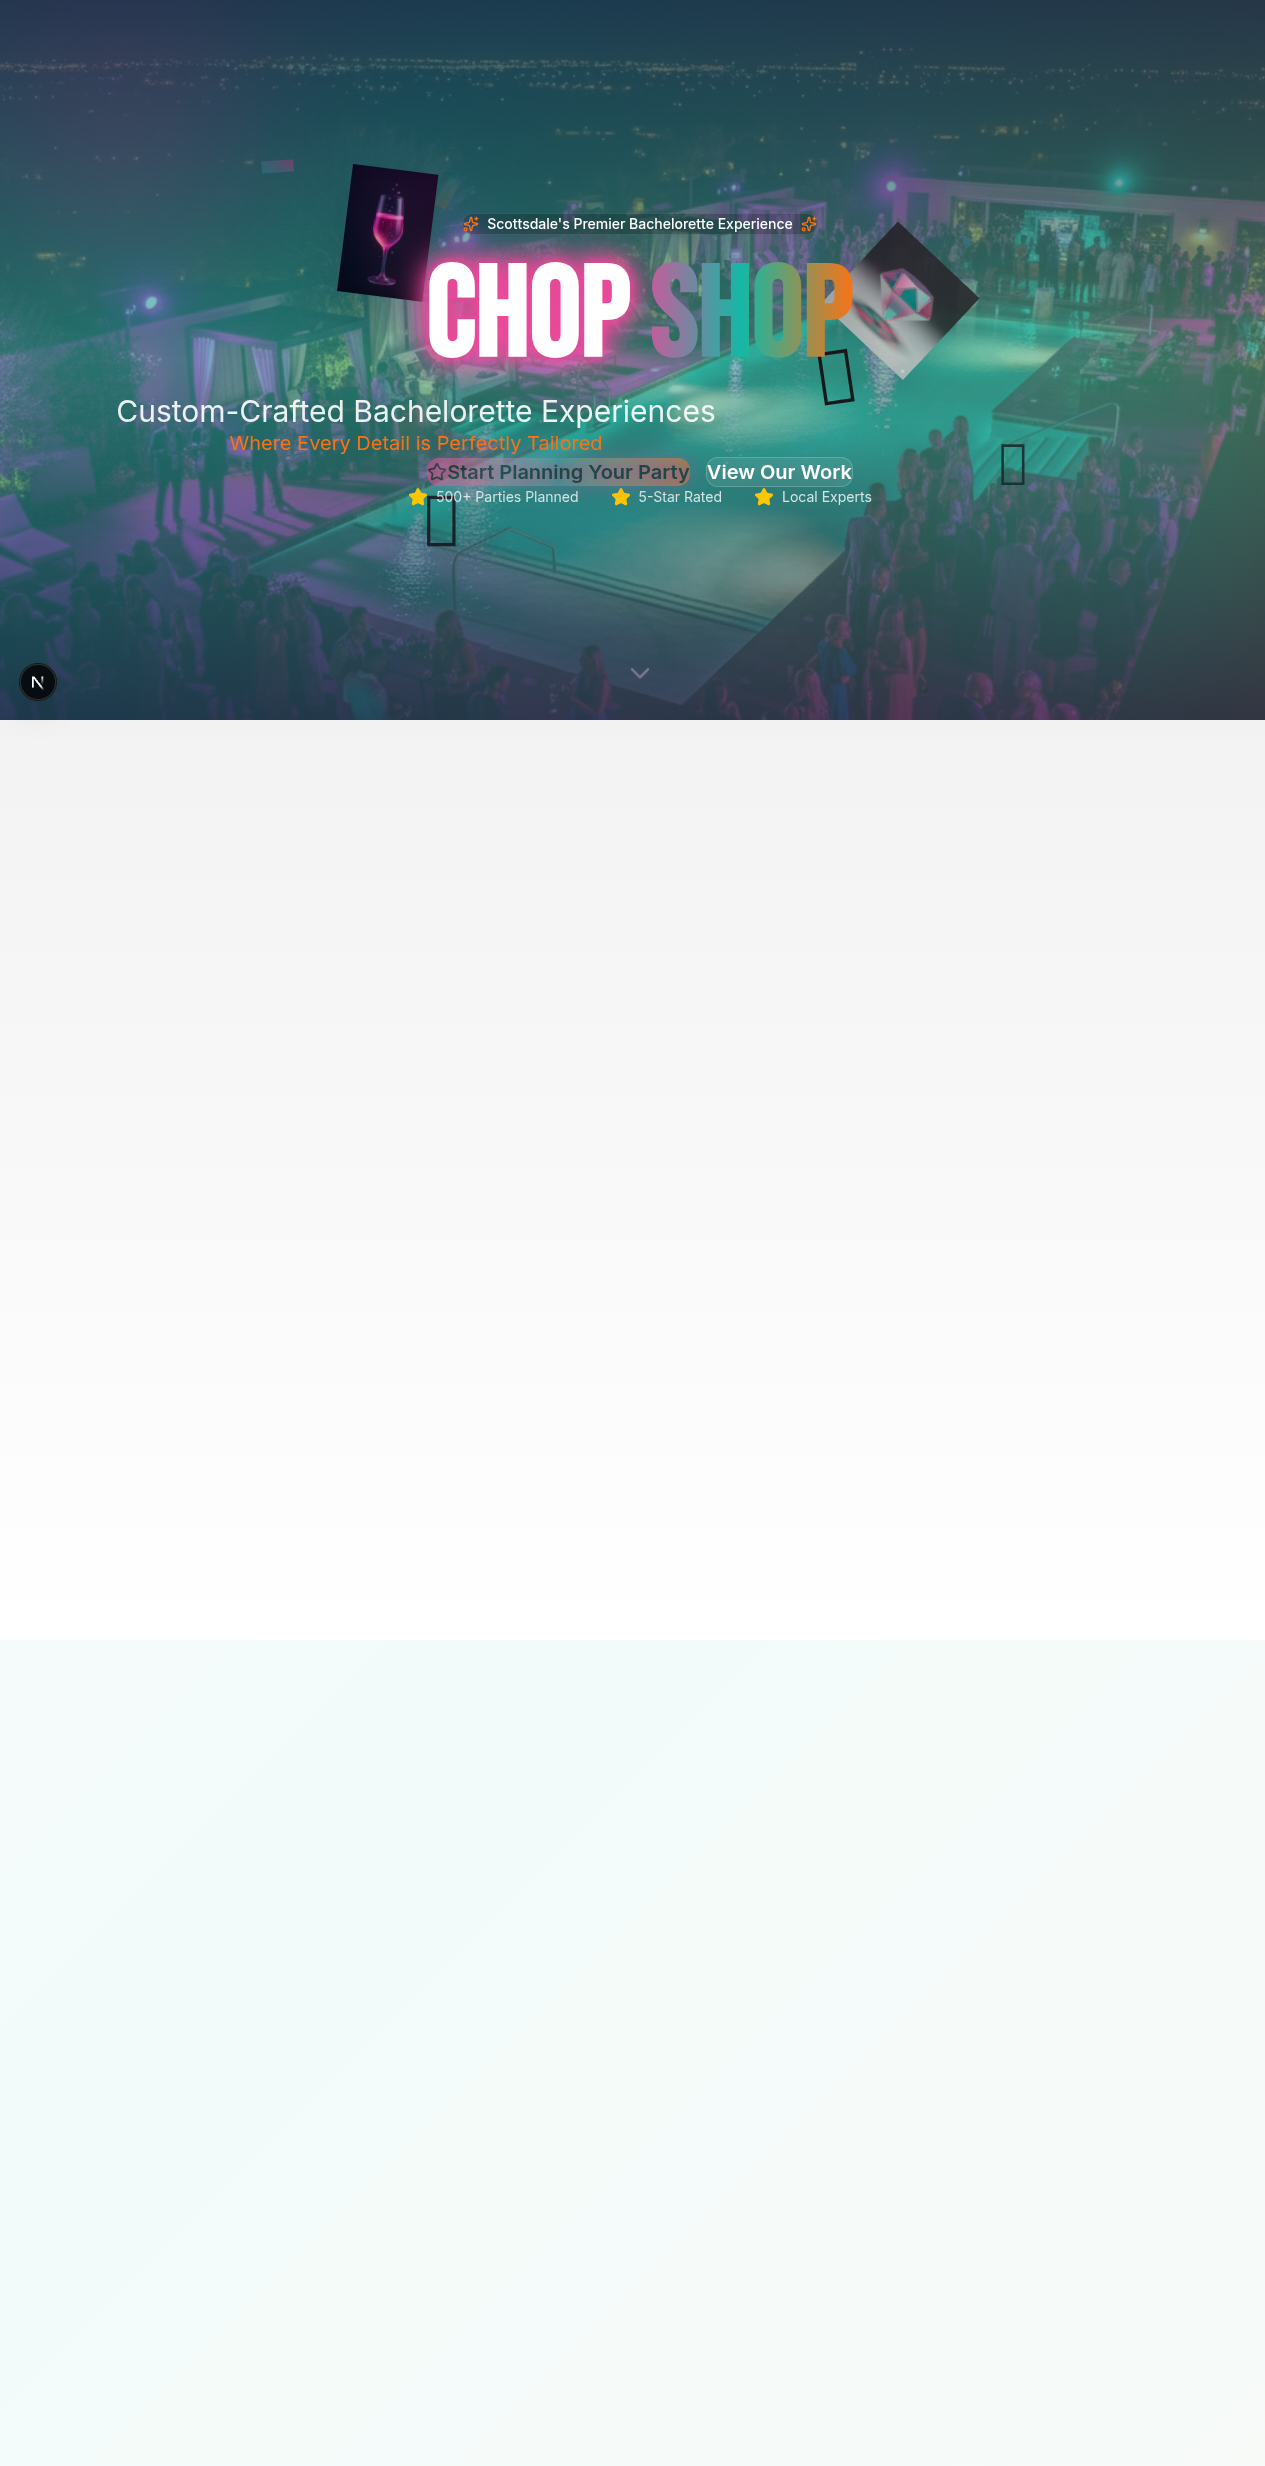 Scottsdale's Premier Bachelorette Experience
CHOP SHOP
Custom-Crafted Bachelorette Experiences
Where Every Detail is Perfectly Tailored
Start Planning Your Party
View Our Work
500+ Parties Planned
5-Star Rated
Local Experts
N